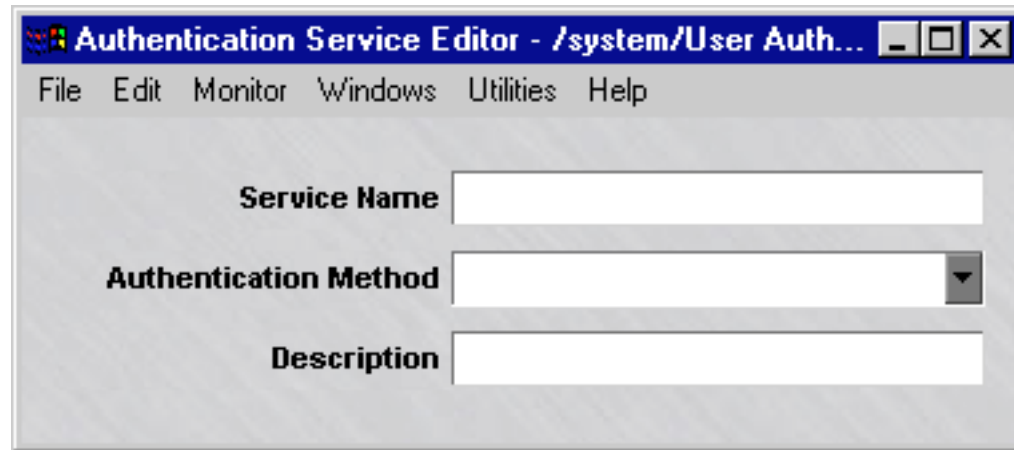 Authentication Service Editor - /system/User Auth...
File Edit Monitor Windows Utilities Help
Service Name
Authentication Method
Description